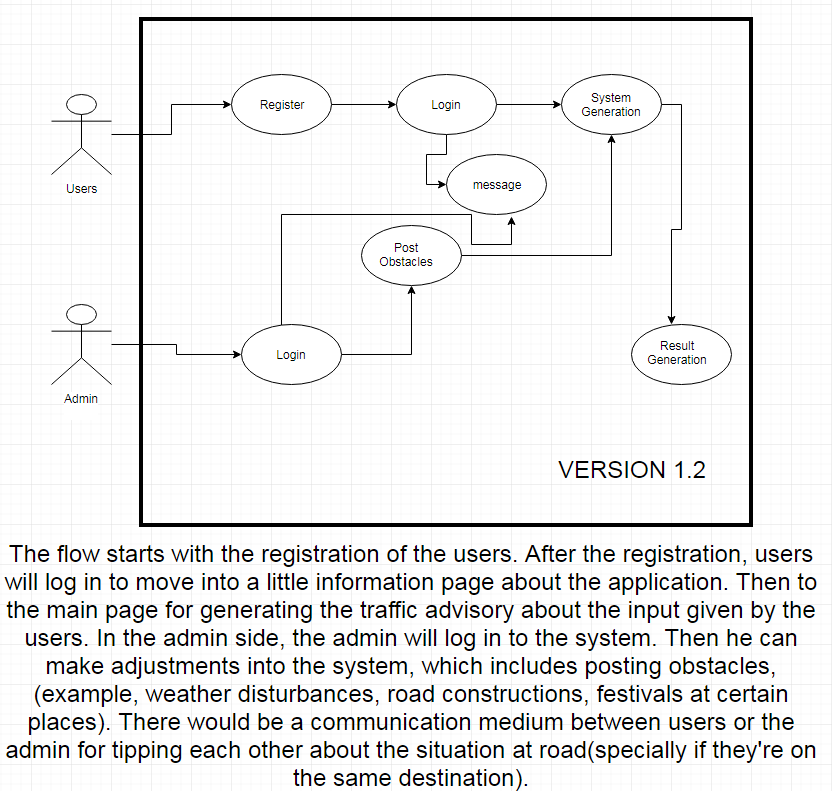 Register
Login
System
Generation
Users
message
Post
Obstacles
Login
Result
Generation
Admin
VERSION 1.2
The flow starts with the registration of the users. After the registration, users
will log in to move into a little information page about the application. Then to
the main page for generating the traffic advisory about the input given by the
users. In the admin side, the admin will log in to the system. Then he can
make adjustments into the system, which includes posting obstacles,
(example, weather disturbances, road constructions, festivals at certain
places). There would be a communication medium between users or the
admin for tipping each other about the situation at road(specially if they're on
the same destination).